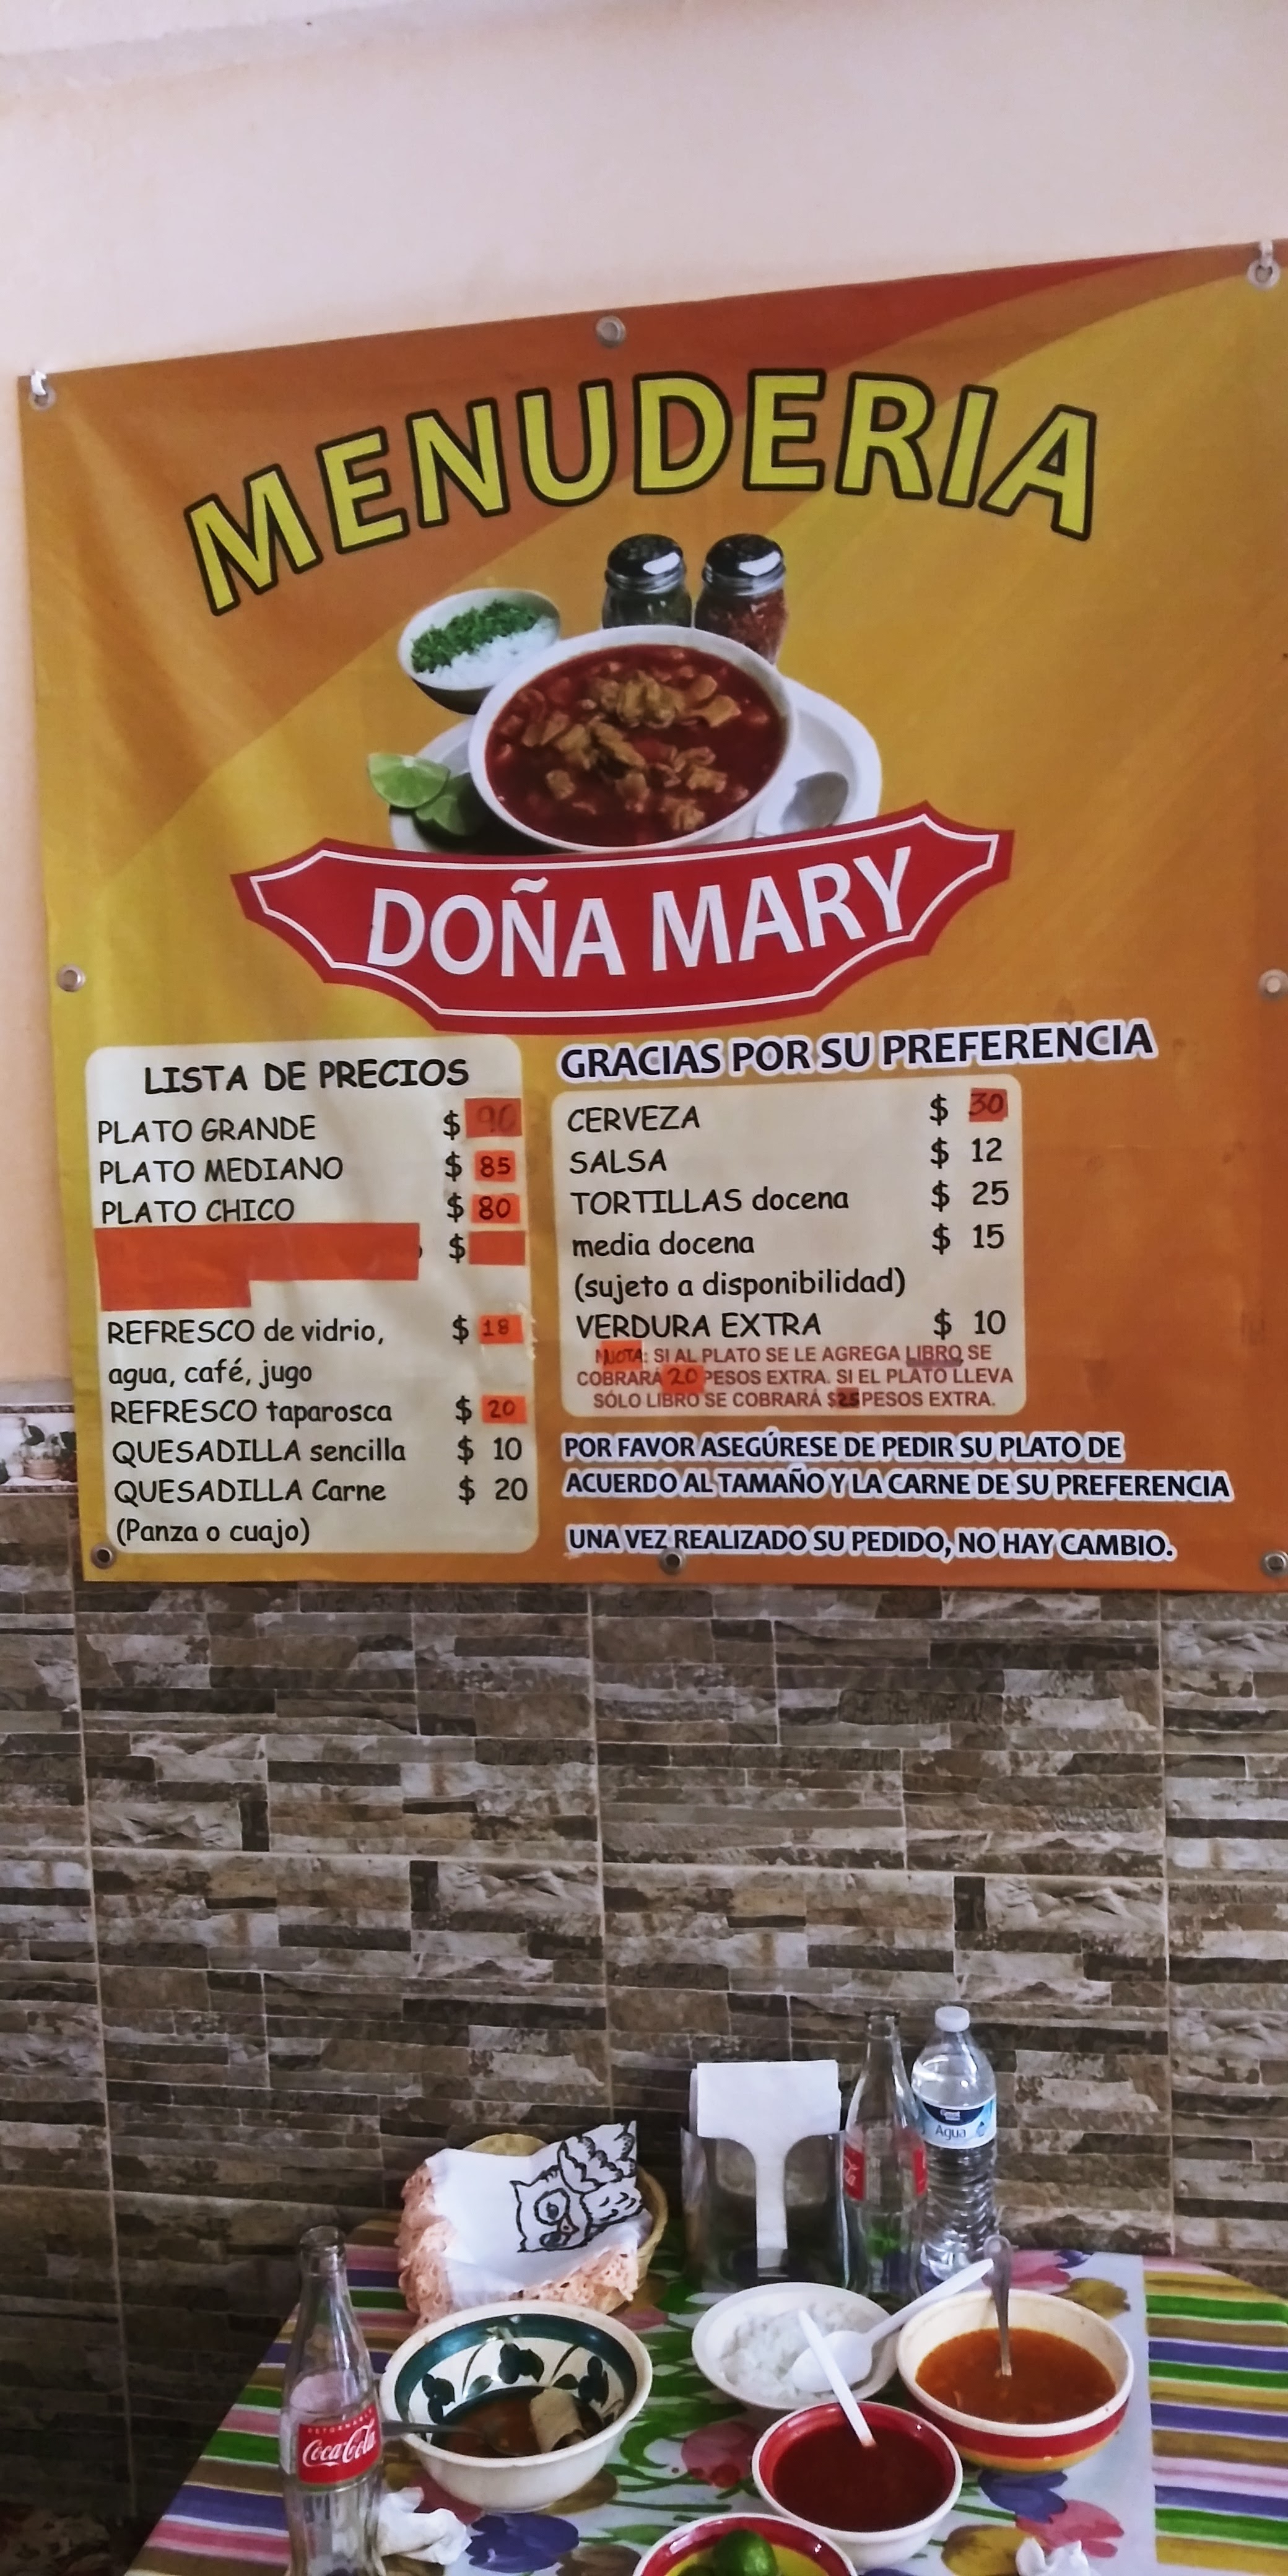 MENUDERIA
DOÑA MARY
LISTA DE PRECIOS
PLATO GRANDE $ 90
PLATO MEDIANO $ 85
PLATO CHICO $ 80
$
REFRESCO de vidrio, $ 18
agua, café, jugo
REFRESCO taparosca $ 20
QUESADILLA sencilla $ 10
QUESADILLA Carne $ 20
(Panza o cuajo)
GRACIAS POR SU PREFERENCIA
CERVEZA $ 30
SALSA $ 12
TORTILLAS docena $ 25
media docena $ 15
(sujeto a disponibilidad)
VERDURA EXTRA $ 10
NOTA: SI AL PLATO SE LE AGREGA LIBRO SE
COBRARÁ 20 PESOS EXTRA. SI EL PLATO LLEVA
SÓLO LIBRO SE COBRARÁ $25 PESOS EXTRA.
POR FAVOR ASEGÚRESE DE PEDIR SU PLATO DE
ACUERDO AL TAMAÑO Y LA CARNE DE SU PREFERENCIA
UNA VEZ REALIZADO SU PEDIDO, NO HAY CAMBIO.
Agua
RETORNABLE
Coca-Cola